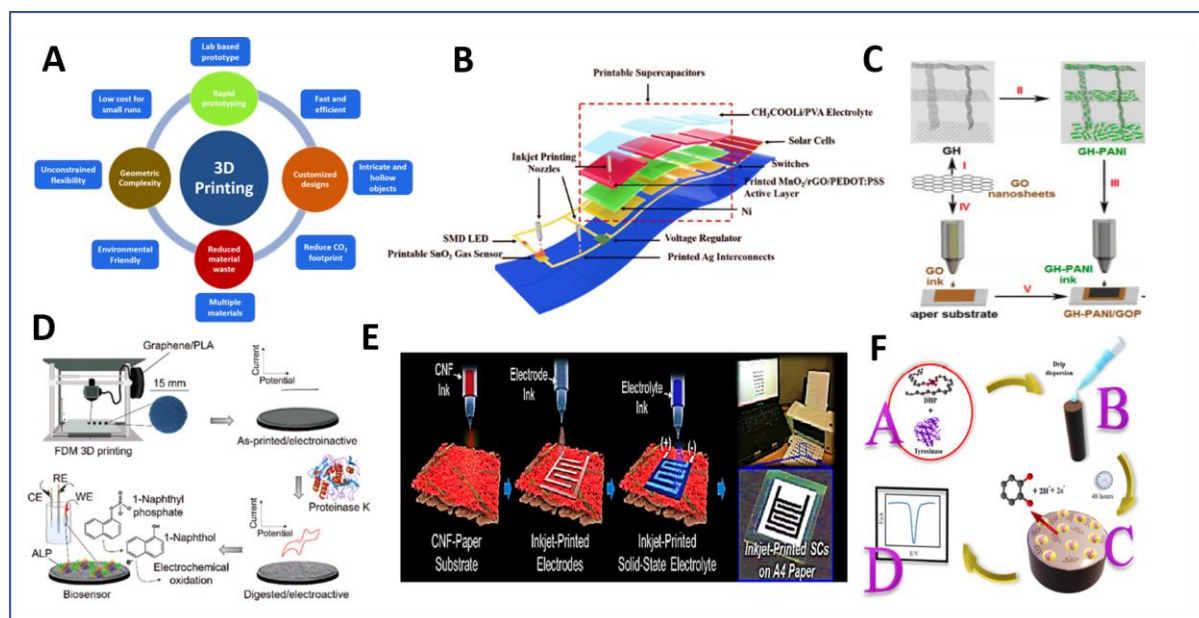 A
Lab based
prototype
Rapid
prototyping
Low cost for
small runs
Fast and
efficient
Unconstrained
flexibility
Geometric
Complexity
3D
Printing
Customized
designs
Intricate and
hollow
objects
Environmental
Friendly
Reduced
material
waste
Reduce CO2
footprint
Multiple
materials
B
Printable Supercapacitors
CH3COOLi/PVA Electrolyte
Solar Cells
Inkjet Printing
Nozzles
Switches
Printed MnO2/rGO/PEDOT:PSS
Active Layer
Ni
SMD LED
Voltage Regulator
Printable SnO2 Gas Sensor
Printed Ag Interconnects
C
II
GH
GH-PANI
I
GO
nanosheets
III
IV
GO
ink
GH-PANI
ink
V
paper substrate
GH-PANI/GOP
D
Graphene/PLA
15 mm
Current
Potential
FDM 3D printing
As-printed/electroinactive
Proteinase K
RE
CE
WE
1-Naphthyl
phosphate
1-Naphthol
Current
Potential
ALP
Electrochemical
oxidation
Biosensor
Digested/electroactive
E
CNF
Ink
Electrode
Ink
Electrolyte
Ink
(+)
(-)
CNF-Paper
Substrate
Inkjet-Printed
Electrodes
Inkjet-Printed
Solid-State Electrolyte
Inkjet-Printed SCs
on A4 Paper
F
Drip
dispersion
DHP
+
Tyrosinase
A
B
+ 2H+ + 2e-
48 hours
C
D
E/V